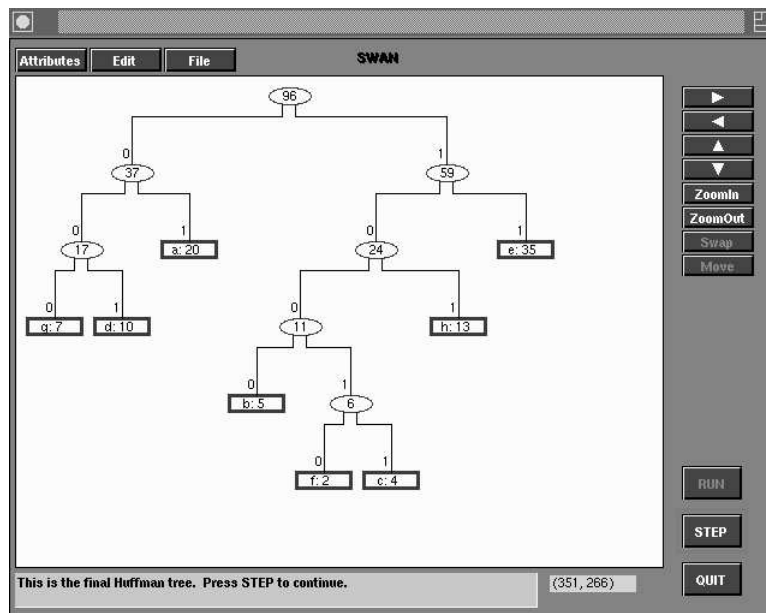 SWAN
Attributes Edit File
96
0 1
37 59
0 1 0 1
17 a: 20 24 e: 35
0 1 0 1
g: 7 d: 10 11 h: 13
0 1
b: 5 6
0 1
f: 2 c: 4
ZoomIn
ZoomOut
Swap
Move
RUN
STEP
QUIT
This is the final Huffman tree. Press STEP to continue.
(351, 266)